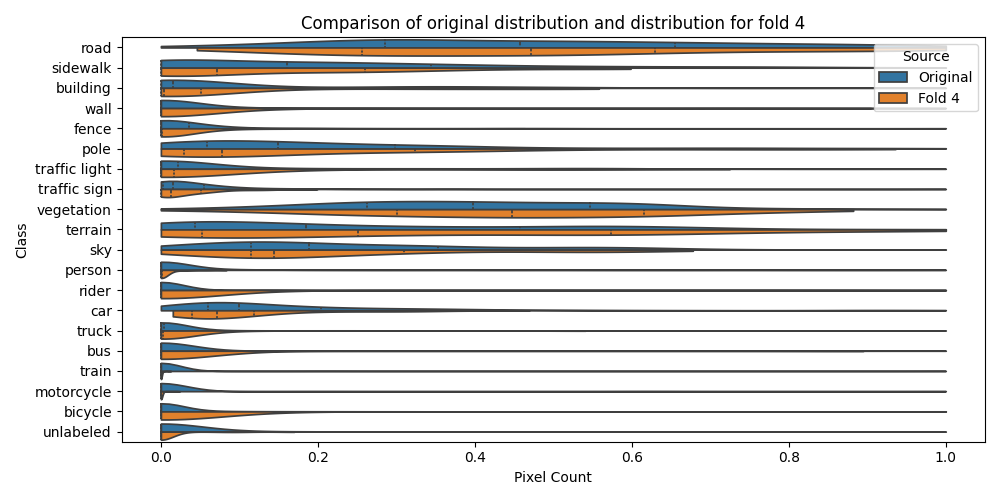 Comparison of original distribution and distribution for fold 4
Class
road
sidewalk
building
wall
fence
pole
traffic light
traffic sign
vegetation
terrain
sky
person
rider
car
truck
bus
train
motorcycle
bicycle
unlabeled
Source
Original
Fold 4
0.0 0.2 0.4 0.6 0.8 1.0
Pixel Count